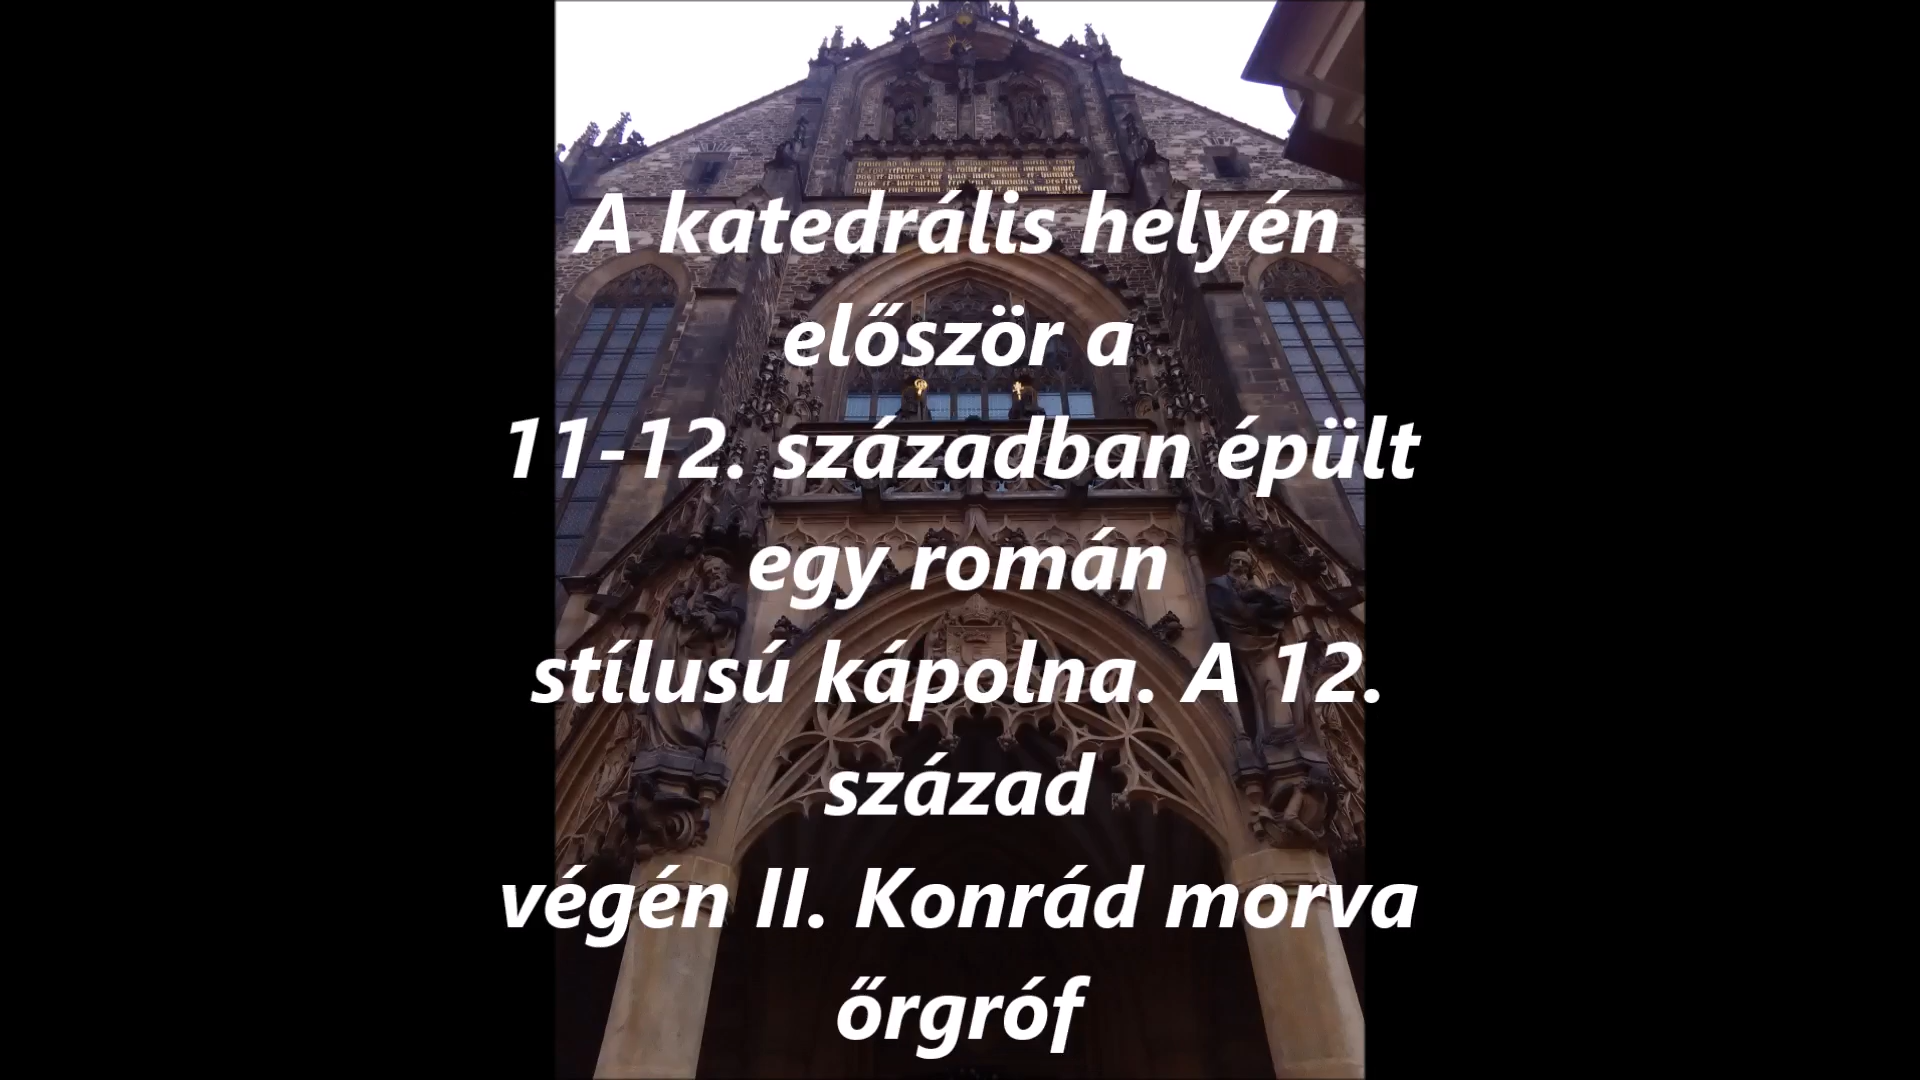 A katedrális helyén
először a
11-12. században épült
egy román
stílusú kápolna. A 12.
század
végén II. Konrád morva
őrgróf